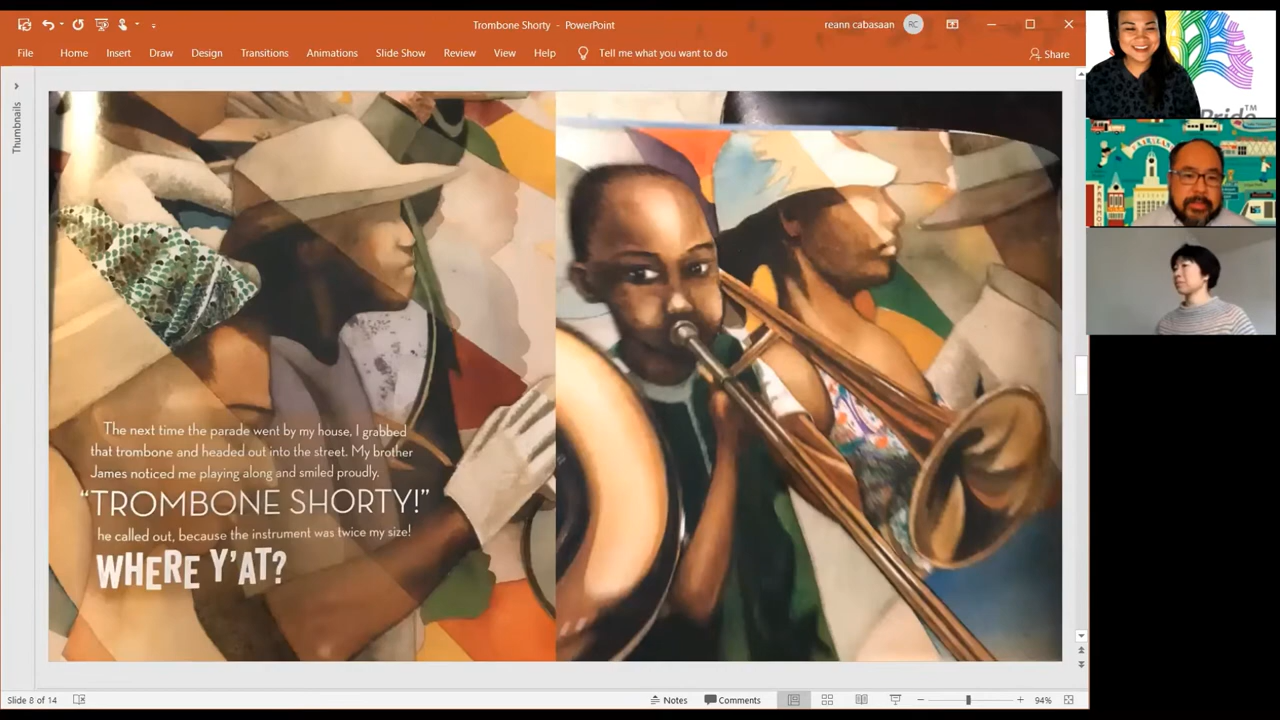 Trombone Shorty - PowerPoint
reann cabasaan
RC
File Home Insert Draw Design Transitions Animations Slide Show Review View Help Tell me what you want to do
Share
Thumbnails
The next time the parade went by my house, I grabbed
that trombone and headed out into the street. My brother
James noticed me playing along and smiled proudly.
“TROMBONE SHORTY!”
he called out, because the instrument was twice my size!
WHERE Y’AT?
Slide 8 of 14
Notes
Comments
94%
Pride™
PARAMO